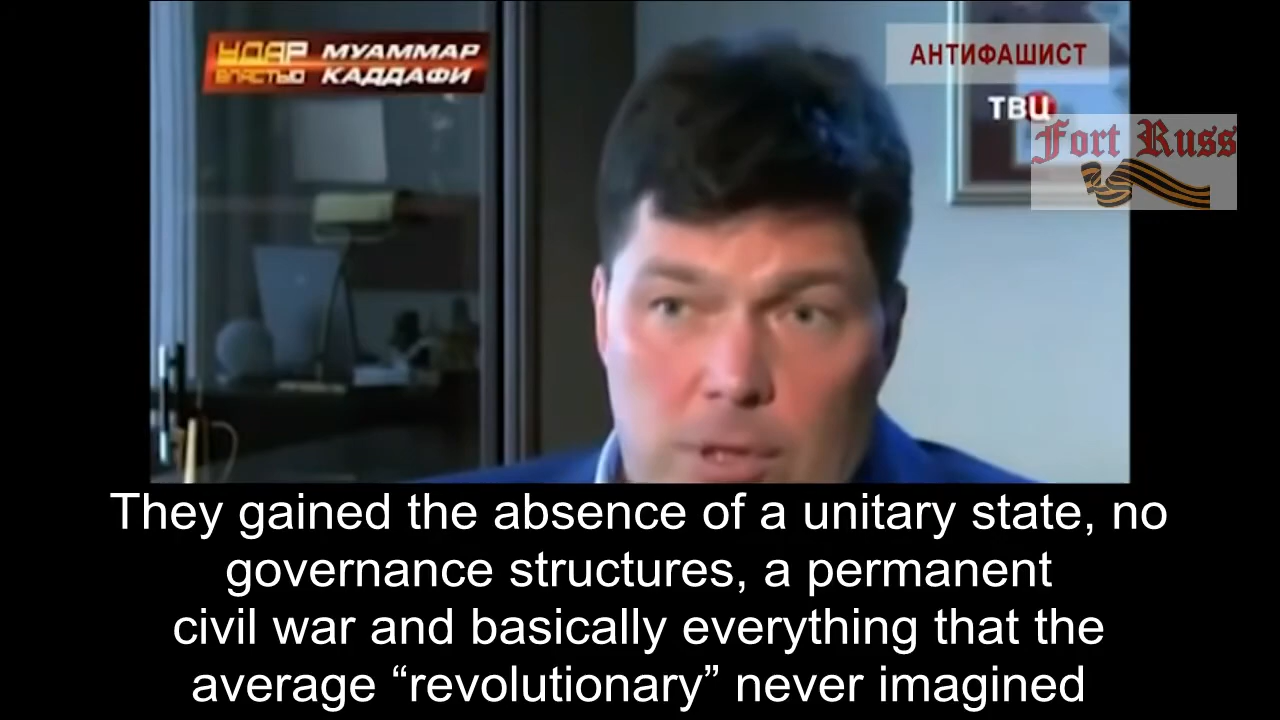 УДАР
ВЛАСТЬЮ
МУАММАР
КАДДАФИ
АНТИФАШИСТ
ТВЦ
Fort Russ
They gained the absence of a unitary state, no
governance structures, a permanent
civil war and basically everything that the
average “revolutionary” never imagined